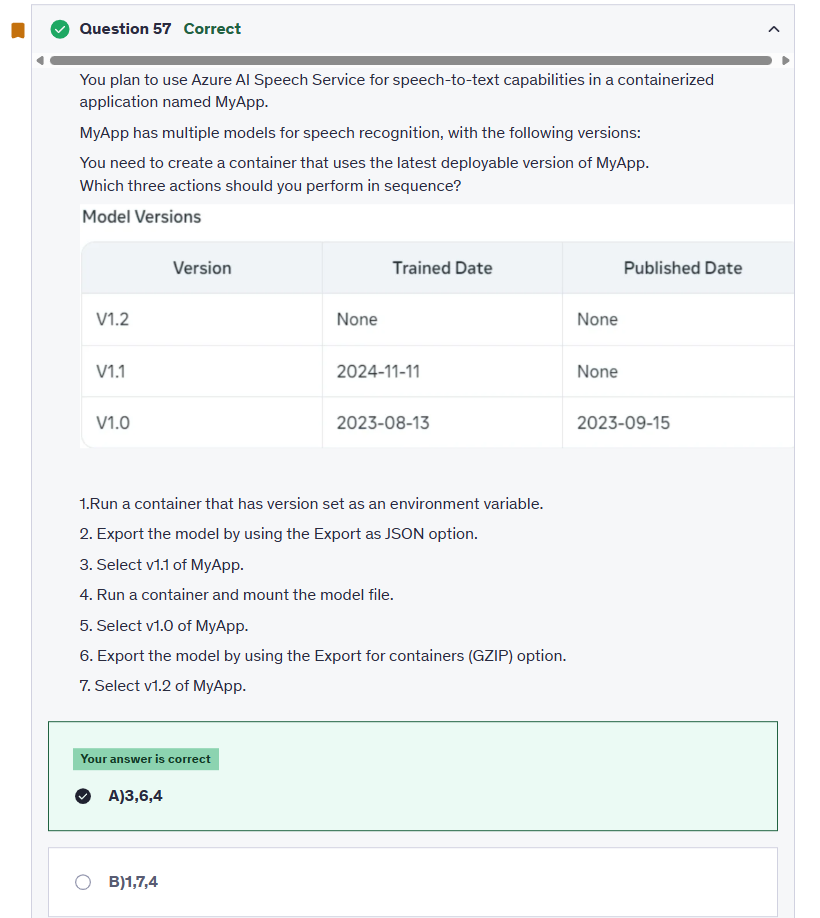 Question 57 Correct
You plan to use Azure AI Speech Service for speech-to-text capabilities in a containerized
application named MyApp.
MyApp has multiple models for speech recognition, with the following versions:
You need to create a container that uses the latest deployable version of MyApp.
Which three actions should you perform in sequence?
Model Versions
Version Trained Date Published Date
V1.2 None None
V1.1 2024-11-11 None
V1.0 2023-08-13 2023-09-15
1.Run a container that has version set as an environment variable.
2. Export the model by using the Export as JSON option.
3. Select v1.1 of MyApp.
4. Run a container and mount the model file.
5. Select v1.0 of MyApp.
6. Export the model by using the Export for containers (GZIP) option.
7. Select v1.2 of MyApp.
Your answer is correct
A)3,6,4
B)1,7,4